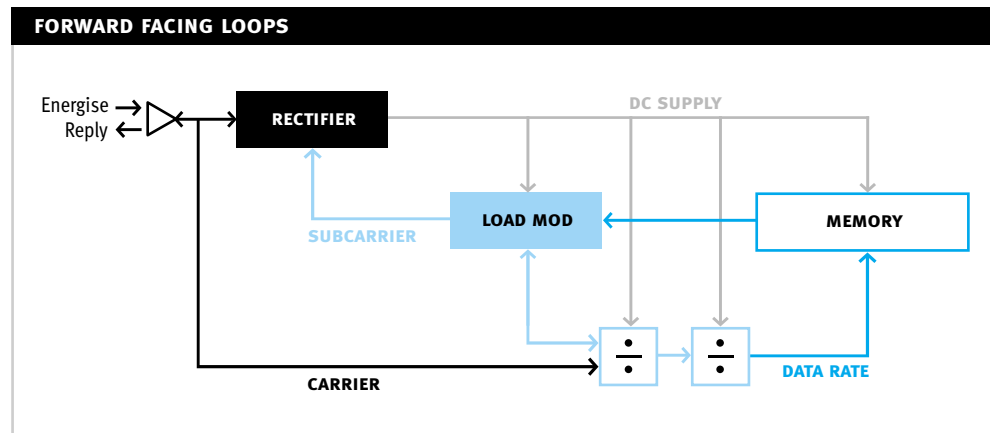 FORWARD FACING LOOPS
Energise
Reply
RECTIFIER
DC SUPPLY
LOAD MOD
MEMORY
SUBCARRIER
÷ ÷
CARRIER
DATA RATE